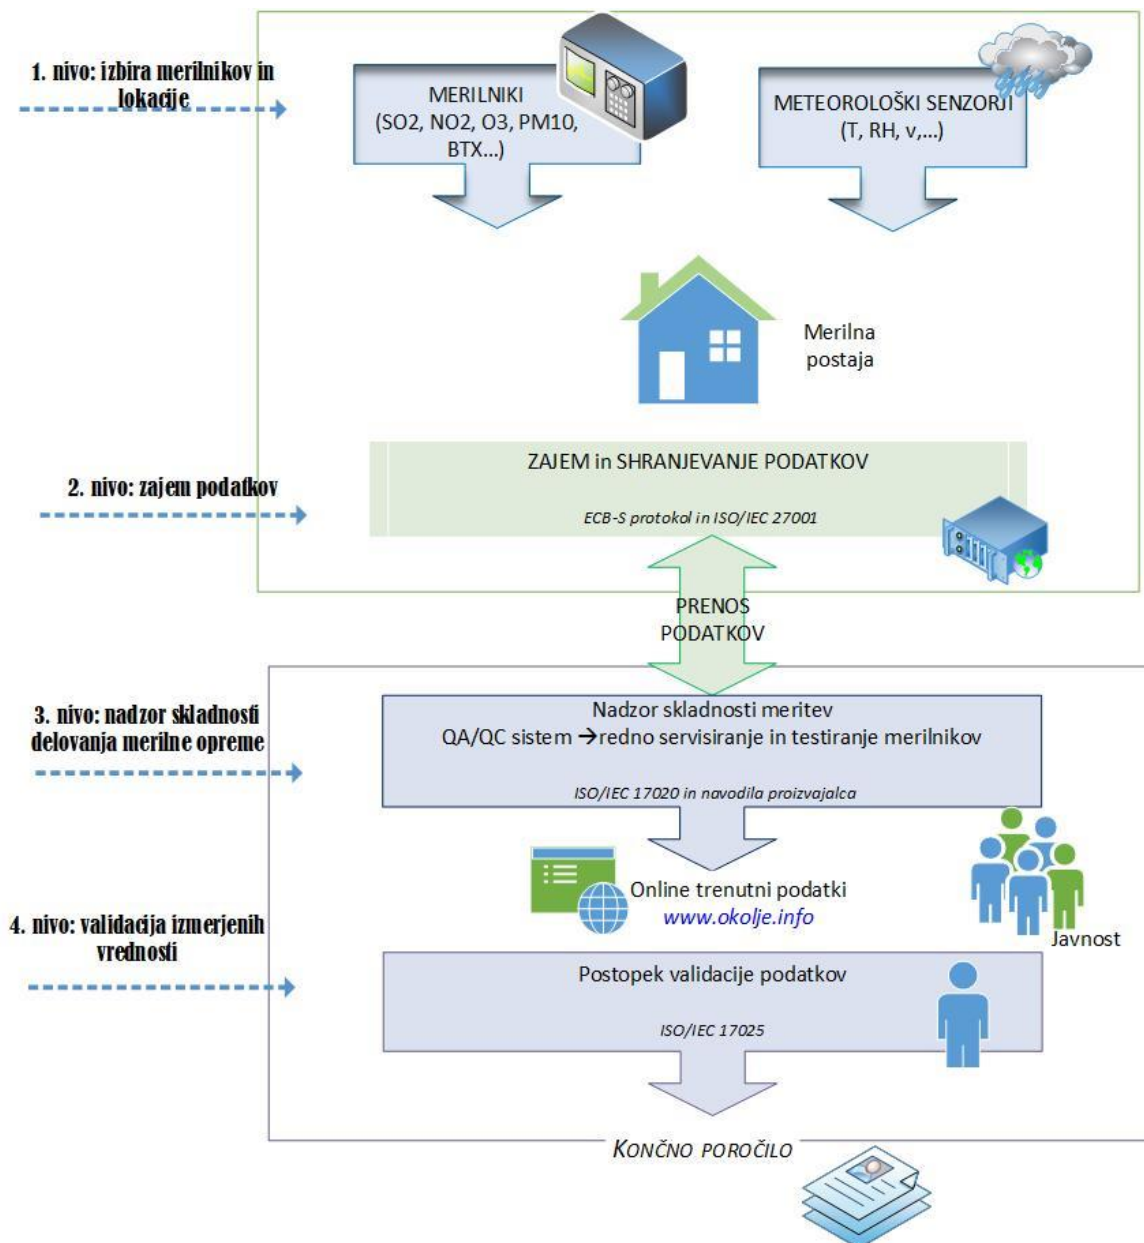 1. nivo: izbira merilnikov in
lokacije
MERILNIKI
(SO2, NO2, O3, PM10,
BTX...)
METEOROLOŠKI SENZORJI
(T, RH, v,...)
Merilna
postaja
2. nivo: zajem podatkov
ZAJEM in SHRANJEVANJE PODATKOV
ECB-S protokol in ISO/IEC 27001
PRENOS
PODATKOV
3. nivo: nadzor skladnosti
delovanja merilne opreme
Nadzor skladnosti meritev
QA/QC sistem →redno servisiranje in testiranje merilnikov
ISO/IEC 17020 in navodila proizvajalca
Online trenutni podatki
www.okolje.info
Javnost
4. nivo: validacija izmerjenih
vrednosti
Postopek validacije podatkov
ISO/IEC 17025
KONČNO POROČILO